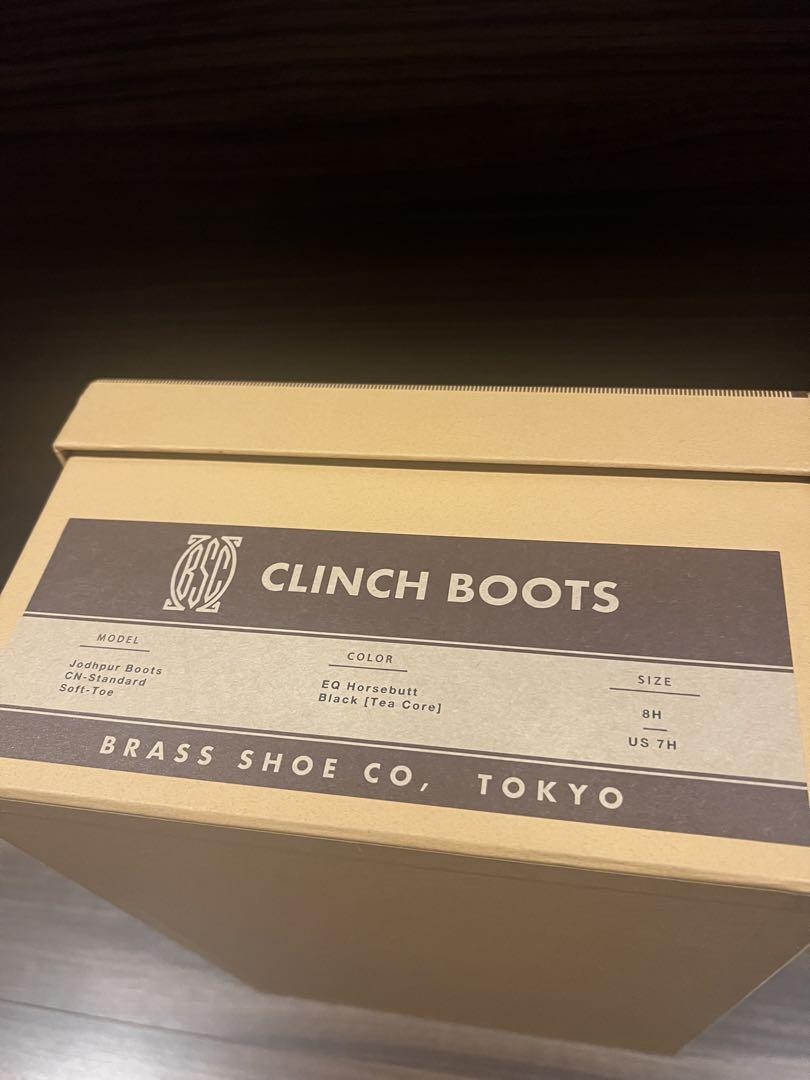 BSC CLINCH BOOTS
MODEL
Jodhpur Boots
CN-Standard
Soft-Toe
COLOR
EQ Horsebutt
Black [Tea Core]
SIZE
8H
US 7H
BRASS SHOE CO, TOKYO